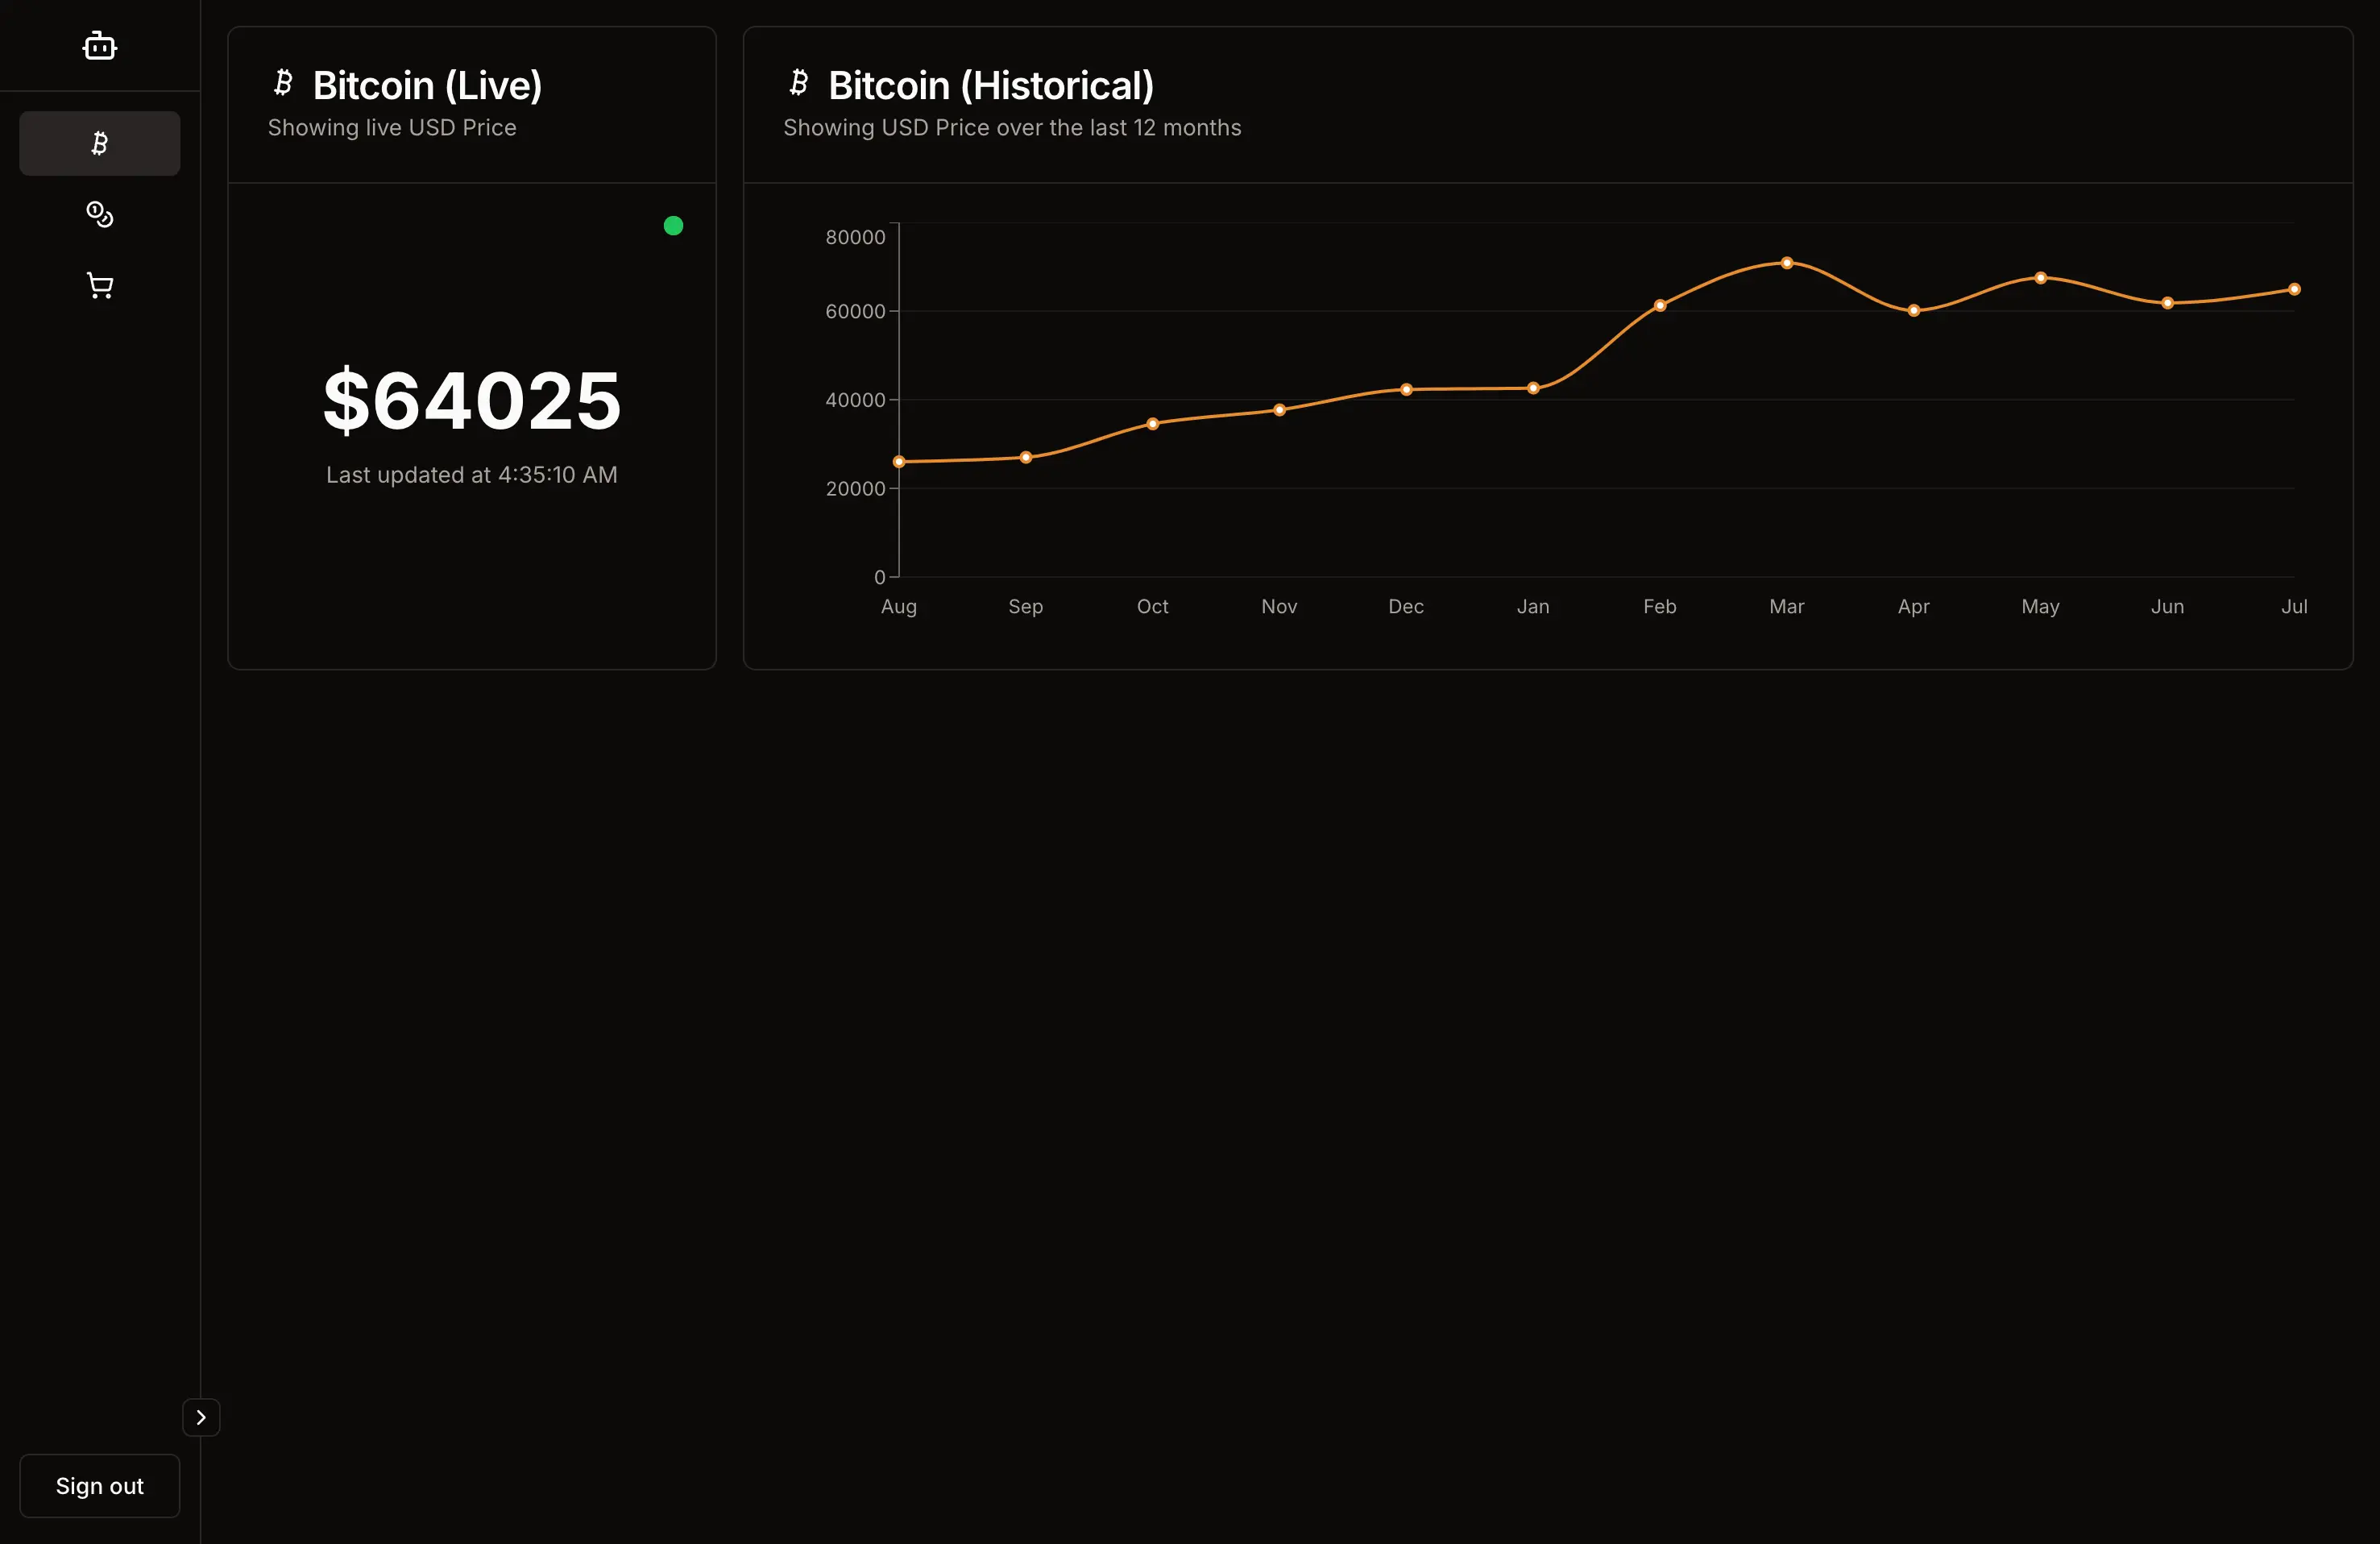 Bitcoin (Live)
Showing live USD Price
$64025
Last updated at 4:35:10 AM
Bitcoin (Historical)
Showing USD Price over the last 12 months
80000
60000
40000
20000
0
Aug Sep Oct Nov Dec Jan Feb Mar Apr May Jun Jul
Sign out